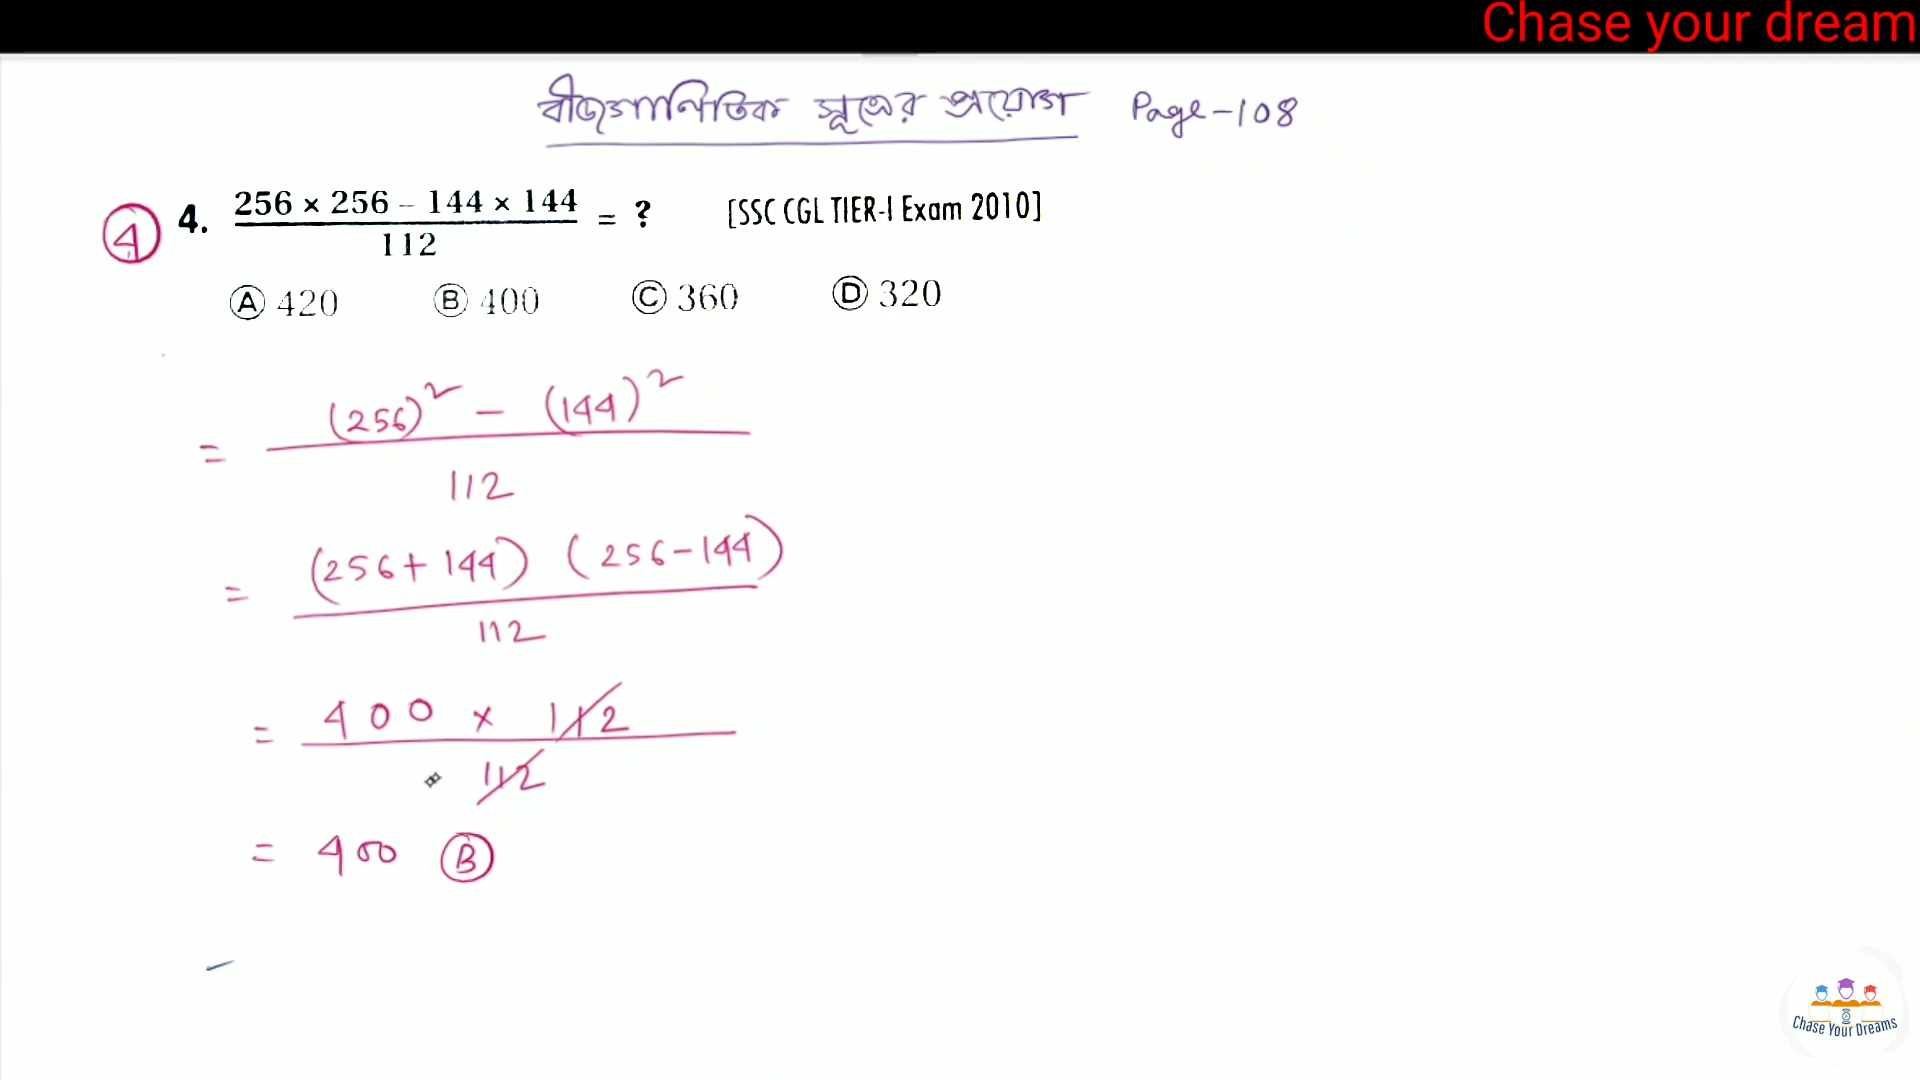 Chase your dream
বীজগাণিতিক সূত্রের প্রয়োগ Page-108
4 4. 256 × 256 – 144 × 144 / 112 = ? [SSC CGL TIER-I Exam 2010]
Ⓐ 420 Ⓑ 400 Ⓒ 360 Ⓓ 320
= (256)² - (144)² / 112
= (256+144) (256-144) / 112
= 400 × 112 / 112
= 400 Ⓑ
Chase Your Dreams